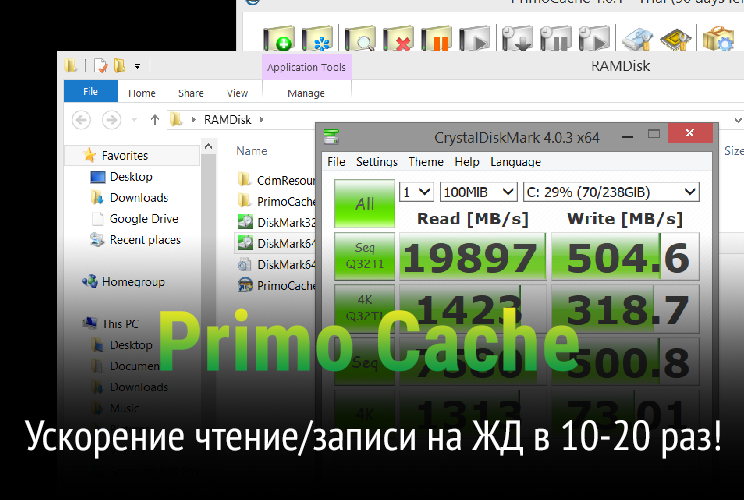 PrimoCache 4.0.1 - Trial (90 days left
Application Tools
RAMDisk
File Home Share View Manage
RAMDisk
CrystalDiskMark 4.0.3 x64
File Settings Theme Help Language
Favorites
Desktop
Downloads
Google Drive
Recent places
Homegroup
This PC
Desktop
Documen
Downloads
Music
Name
Size
CdmResour
PrimoCache
DiskMark32
DiskMark64
DiskMark64
PrimoCache
All
1 100MiB C: 29% (70/238GiB)
Read [MB/s] Write [MB/s]
Seq Q32T1 19897 504.6
4K Q32T1 1423 318.7
Seq 500.8
4K 1313 73.01
Primo Cache
Ускорение чтение/записи на ЖД в 10-20 раз!